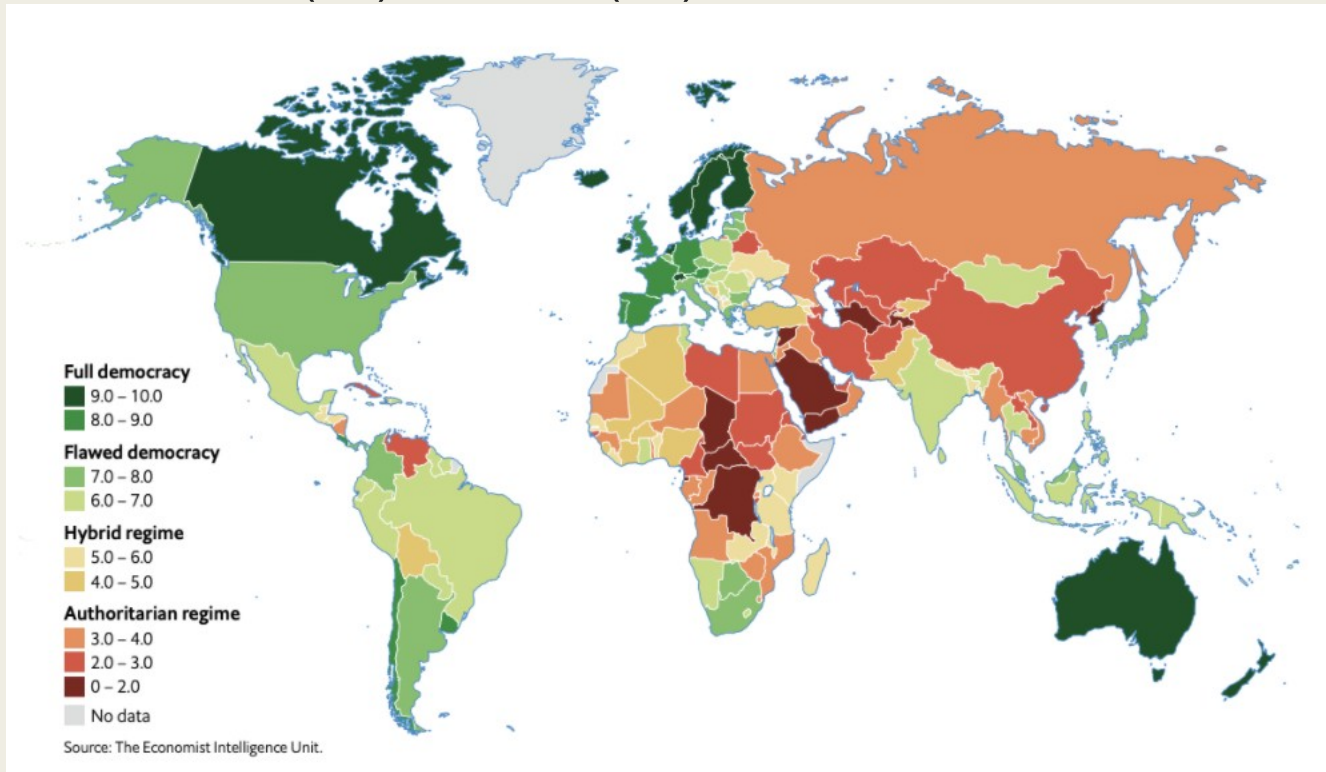 Full democracy
9.0 – 10.0
8.0 – 9.0
Flawed democracy
7.0 – 8.0
6.0 – 7.0
Hybrid regime
5.0 – 6.0
4.0 – 5.0
Authoritarian regime
3.0 – 4.0
2.0 – 3.0
0 – 2.0
No data
Source: The Economist Intelligence Unit.